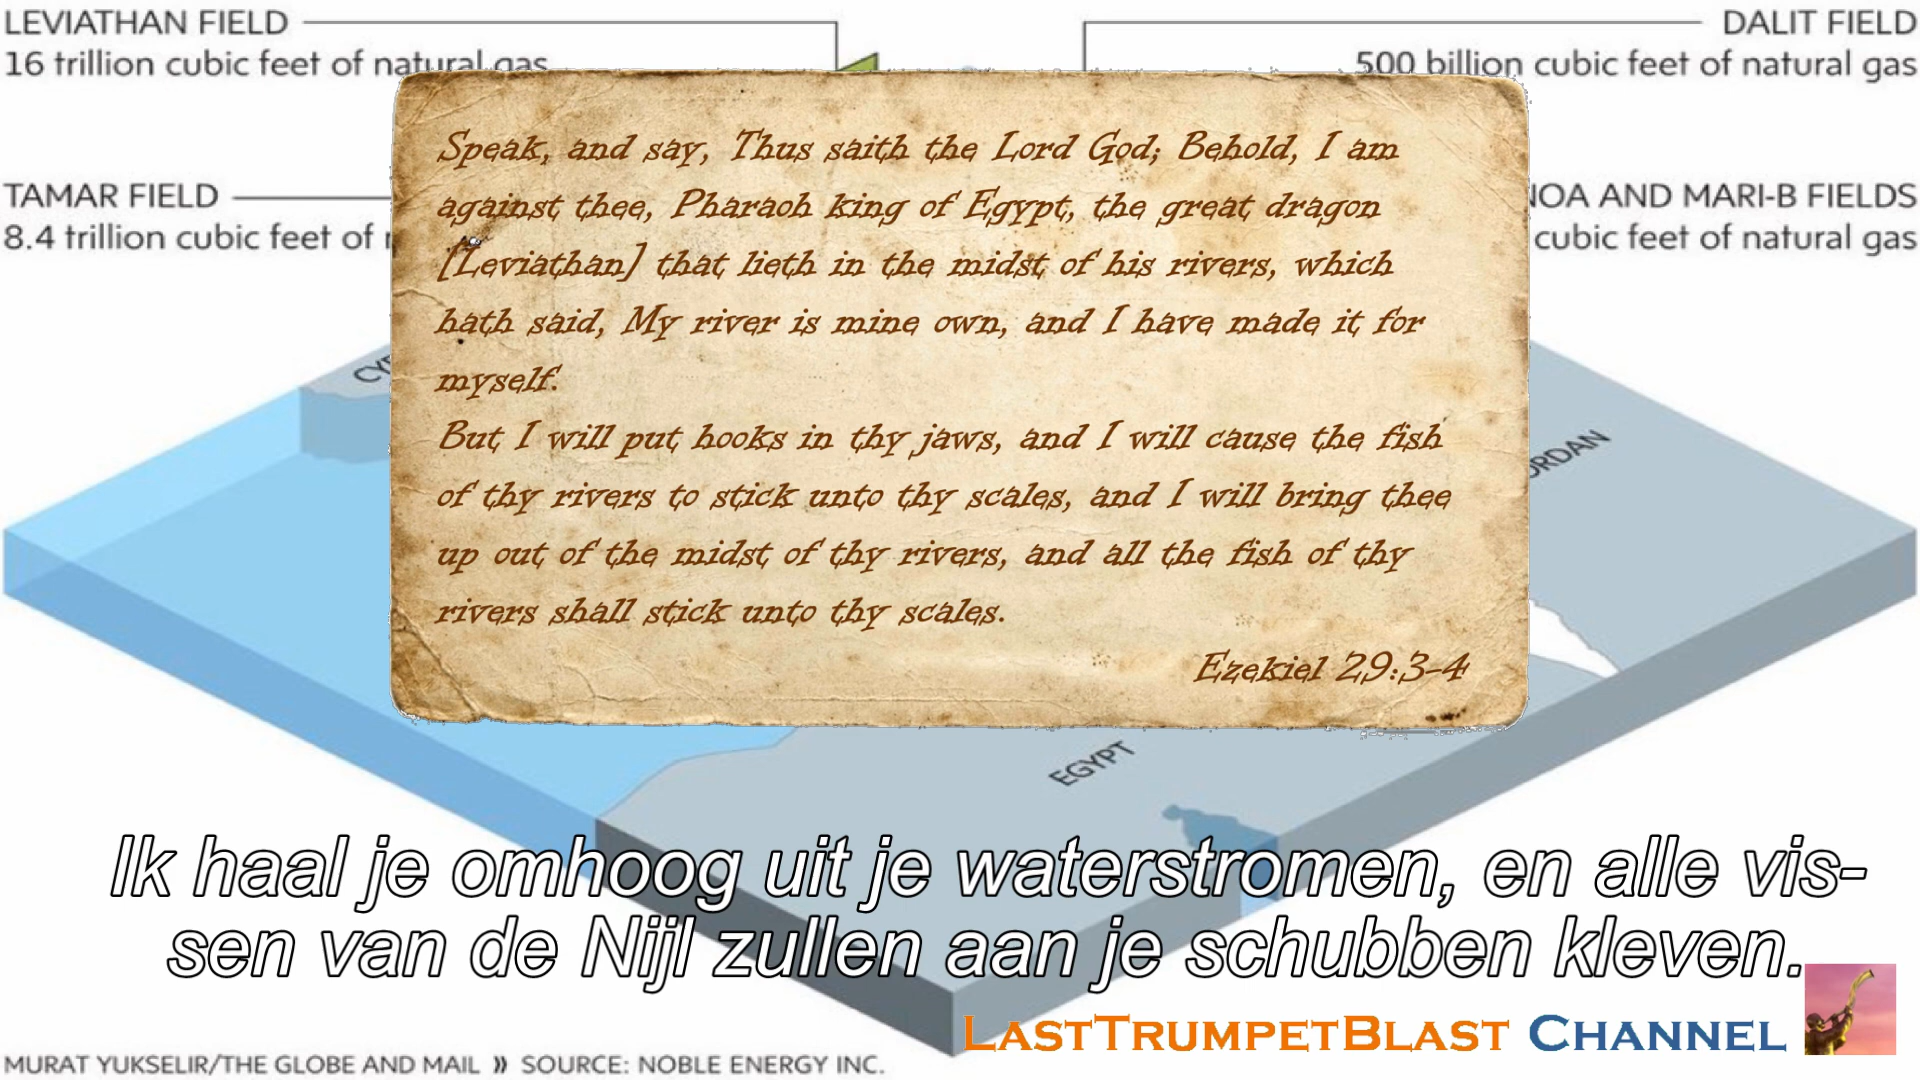 LEVIATHAN FIELD
16 trillion cubic feet of natural gas
DALIT FIELD
500 billion cubic feet of natural gas
TAMAR FIELD
8.4 trillion cubic feet of
NOA AND MARI-B FIELDS
cubic feet of natural gas
Speak, and say, Thus saith the Lord God; Behold, I am
against thee, Pharaoh king of Egypt, the great dragon
[Leviathan] that lieth in the midst of his rivers, which
hath said, My river is mine own, and I have made it for
myself.
But I will put hooks in thy jaws, and I will cause the fish
of thy rivers to stick unto thy scales, and I will bring thee
up out of the midst of thy rivers, and all the fish of thy
rivers shall stick unto thy scales.
Ezekiel 29:3-4
EGYPT
Ik haal je omhoog uit je waterstromen, en alle vis-
sen van de Nijl zullen aan je schubben kleven.
LASTTRUMPETBLAST CHANNEL
MURAT YUKSELIR/THE GLOBE AND MAIL » SOURCE: NOBLE ENERGY INC.